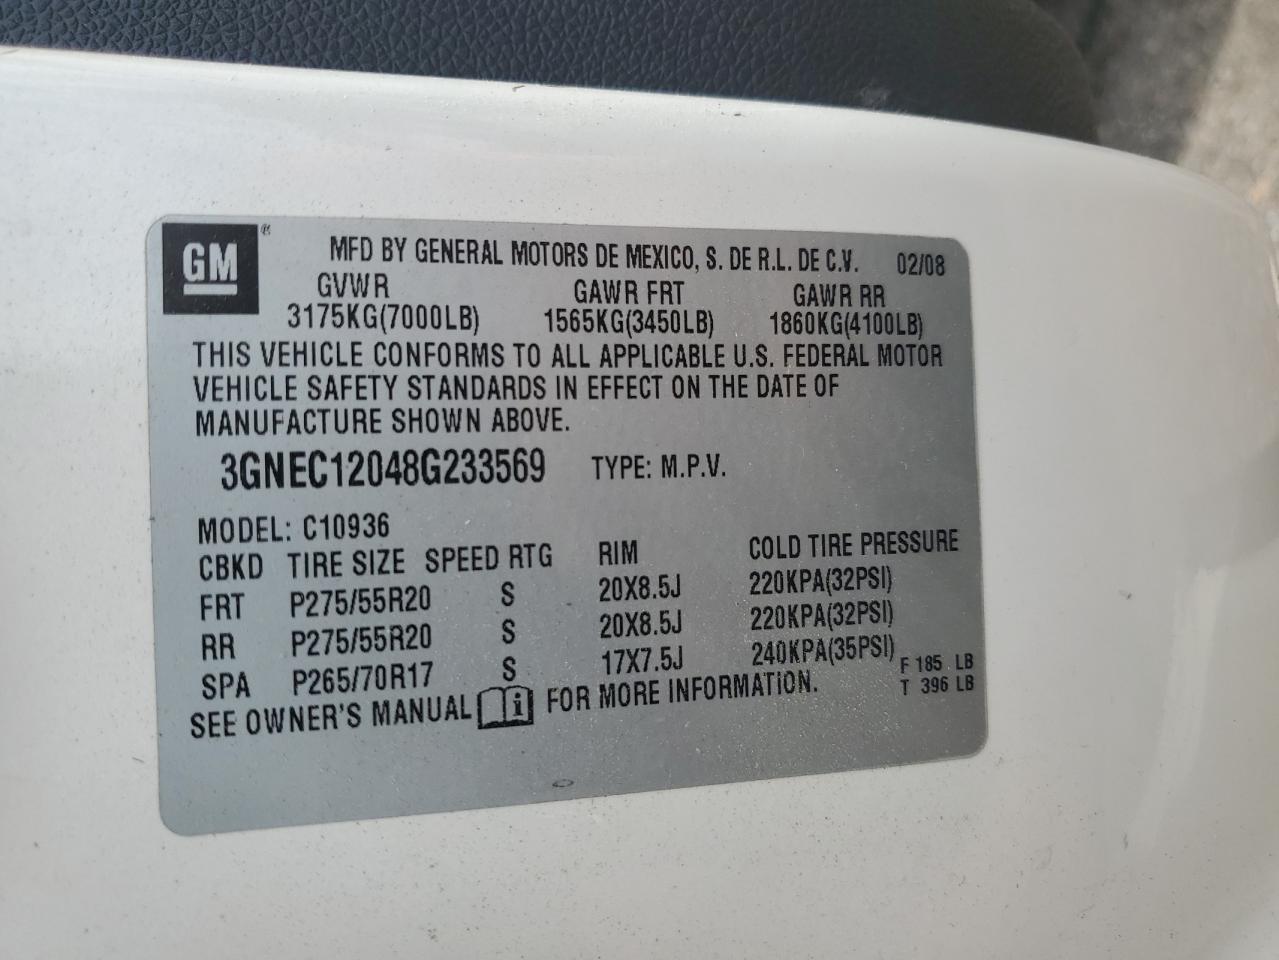 GM ® MFD BY GENERAL MOTORS DE MEXICO, S. DE R.L. DE C.V. 02/08
GVWR GAWR FRT GAWR RR
3175KG(7000LB) 1565KG(3450LB) 1860KG(4100LB)
THIS VEHICLE CONFORMS TO ALL APPLICABLE U.S. FEDERAL MOTOR
VEHICLE SAFETY STANDARDS IN EFFECT ON THE DATE OF
MANUFACTURE SHOWN ABOVE.
3GNEC12048G233569 TYPE: M.P.V.
MODEL: C10936
CBKD TIRE SIZE SPEED RTG RIM COLD TIRE PRESSURE
FRT P275/55R20 S 20X8.5J 220KPA(32PSI)
RR P275/55R20 S 20X8.5J 220KPA(32PSI)
SPA P265/70R17 S 17X7.5J 240KPA(35PSI) F 185 LB
T 396 LB
SEE OWNER'S MANUAL i FOR MORE INFORMATION.